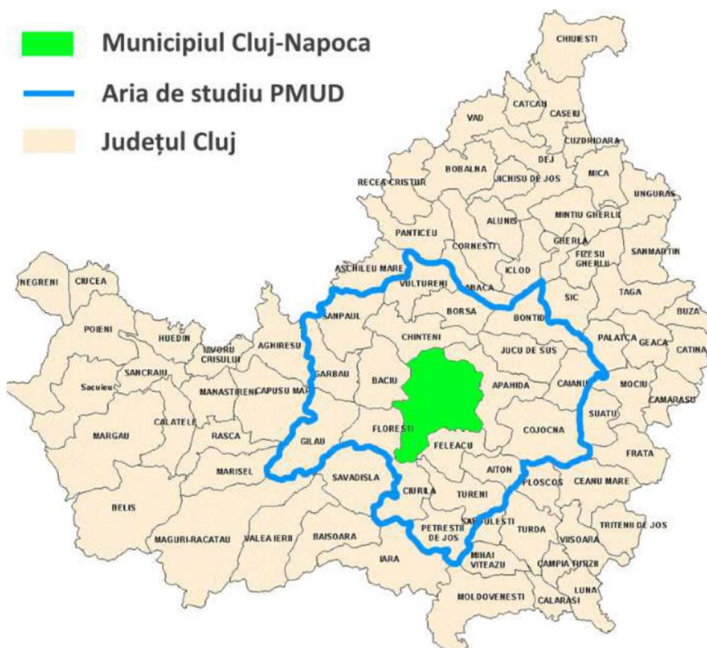 Municipiul Cluj-Napoca
Aria de studiu PMUD
Județul Cluj
CHIUIESTI
CATCAU
CASEIU
VAD
CUZDRIOARA
DEJ
BOBALNA
MICA
RECEA-CRISTUR
JICHISU DE JOS
UNGURAS
MINTIU GHERLII
ALUNIS
PANTICEU
GHERLA
CORNESTI
FIZESU
GHERLII
SANMARTIN
ICLOD
ASCHILEU MARE
NEGRENI
CIUCEA
VULTURENI
ABACA
SIC
TAGA
SANPAUL
BORSA
BONTID
BUZA
POIENI
HUEDIN
CHINTENI
PALATCA
GEACA
IZVORU
CRISULUI
AGHIRESU
JUCU DE SUS
CATINA
SANCRAIU
GARBAU
BACIU
APAHIDA
CAIANU
MOCIU
Sacuieu
MANASTIRENI
CAPUSU MAR
CAMARASU
CALATELE
SUATU
MARGAU
RASCA
FLOREȘTI
COJOCNA
GILAU
FELEACU
FRATA
MARISEL
AITON
SAVADISLA
PLOSCOS
CEANU MARE
CIURILA
TURENI
BELIS
PETRESTII
DE JOS
TURDA
TRITENII DE JOS
MAGURI-RACATAU
VALEA IERII
BAISOARA
VIISOARA
IARA
MIHAI
VITEAZU
CAMPIA TURZII
LUNA
MOLDOVENESTI
CALARASI